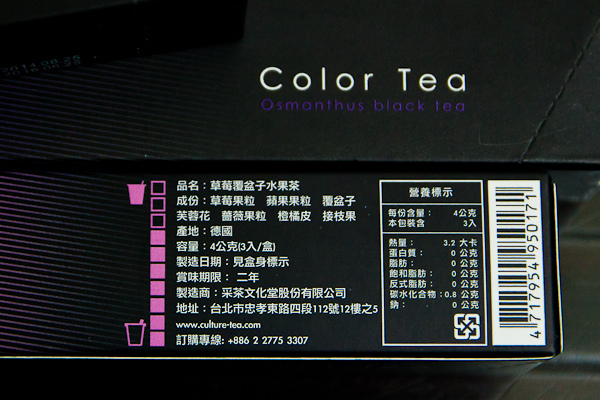 2014.08.28
Color Tea
Osmanthus black tea
品名：草莓覆盆子水果茶
成份：草莓果粒 蘋果果粒 覆盆子
芙蓉花 薔薇果粒 橙橘皮 接枝果
產地：德國
容量：4公克(3入/盒)
製造日期：見盒身標示
賞味期限： 二年
製造商：采茶文化堂股份有限公司
地址：台北市忠孝東路四段112號12樓之5
www.culture-tea.com
訂購專線: +886 2 2775 3307
營養標示
每份含量： 4公克
本包裝含 3入
熱量： 3.2 大卡
蛋白質： 0 公克
脂肪： 0 公克
飽和脂肪： 0 公克
反式脂肪： 0 公克
碳水化合物：0.8 公克
鈉： 0 公克
4 717954 950171